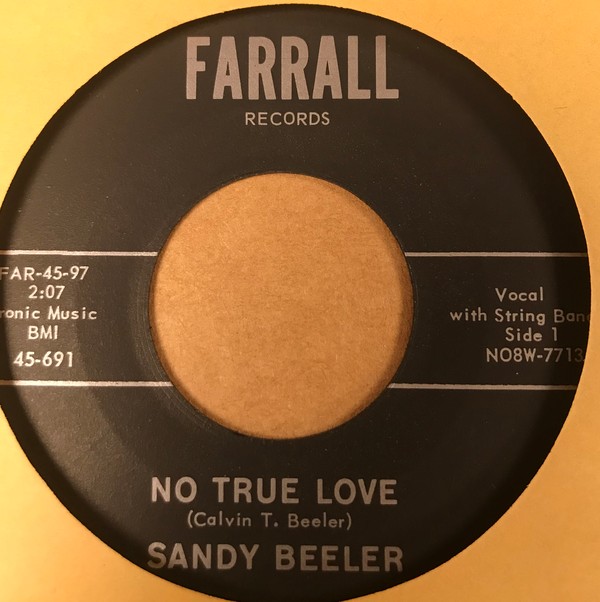 FARRALL
RECORDS
FAR-45-97
2:07
ronic Music
BMI
45-691
Vocal
with String Ban
Side 1
NO8W-7713
NO TRUE LOVE
(Calvin T. Beeler)
SANDY BEELER